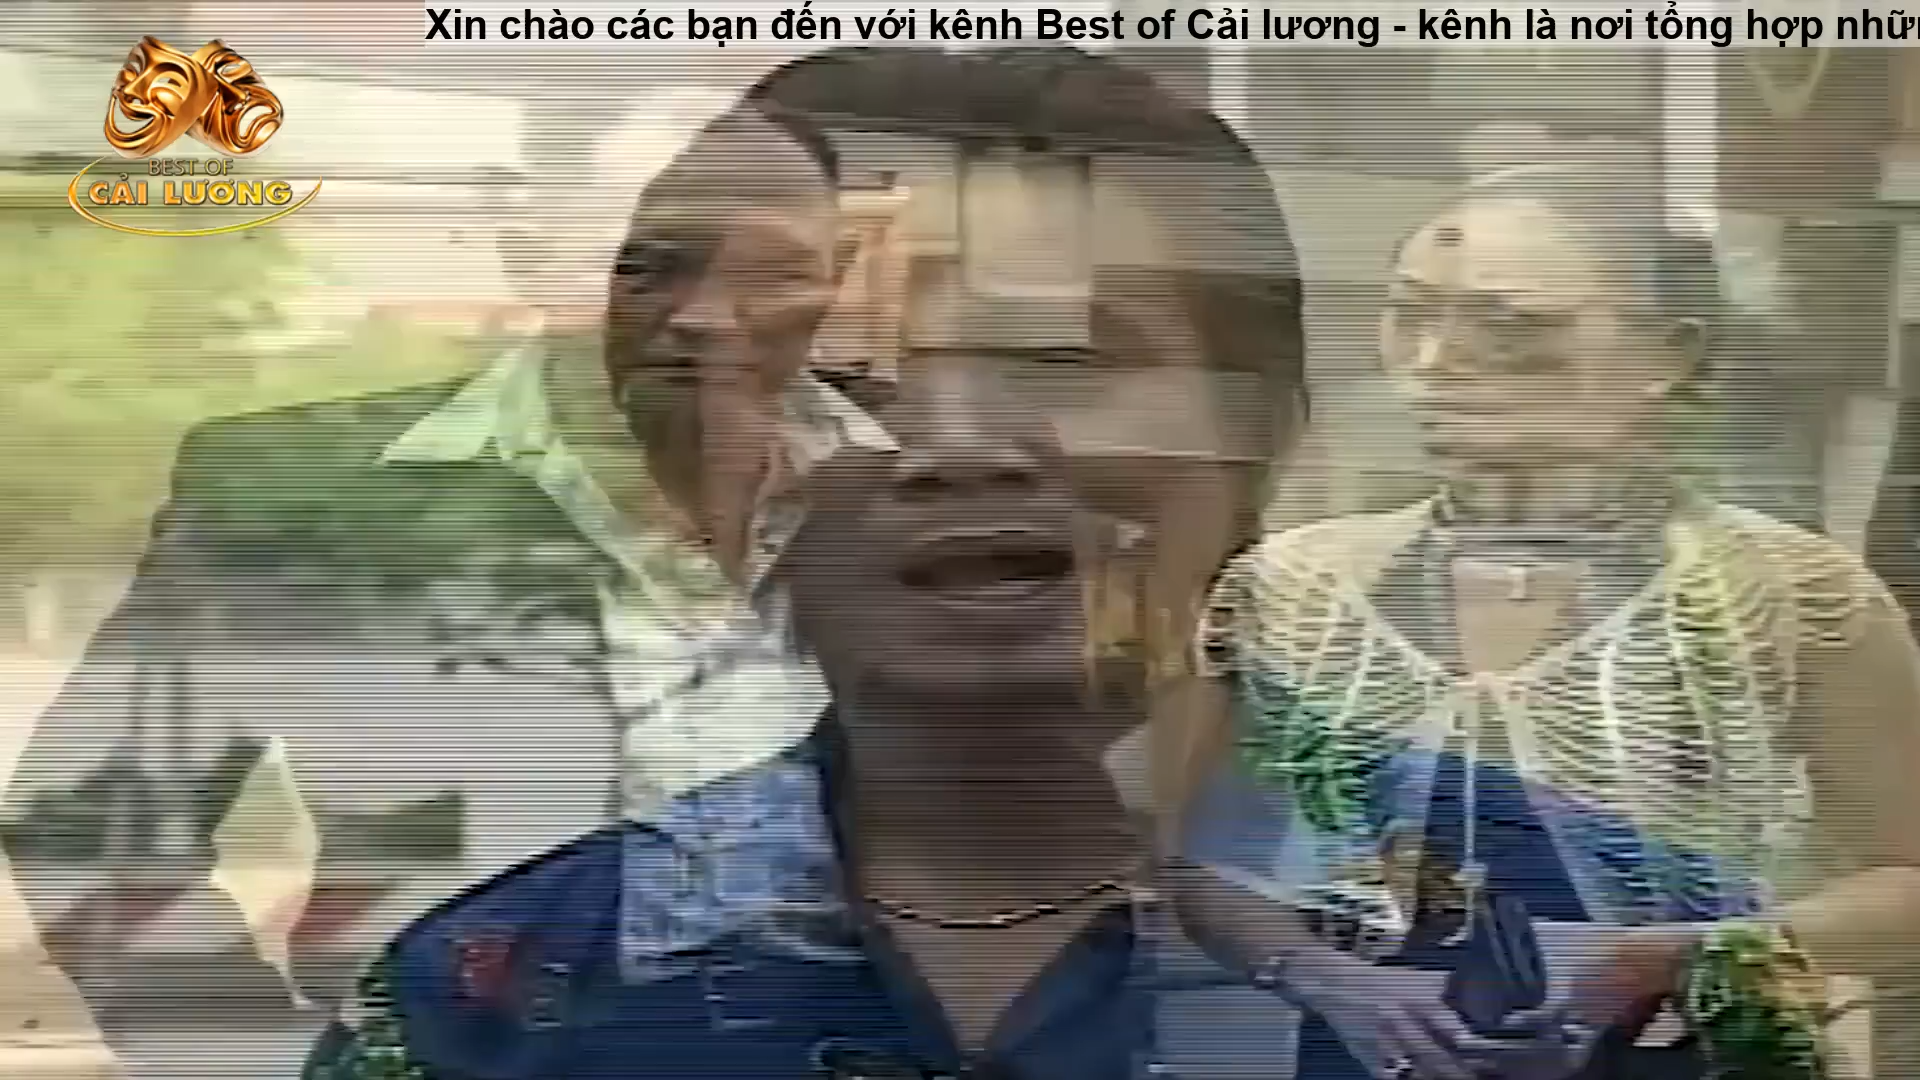 Xin chào các bạn đến với kênh Best of Cải lương - kênh là nơi tổng hợp
BEST OF
CẢI LƯƠNG